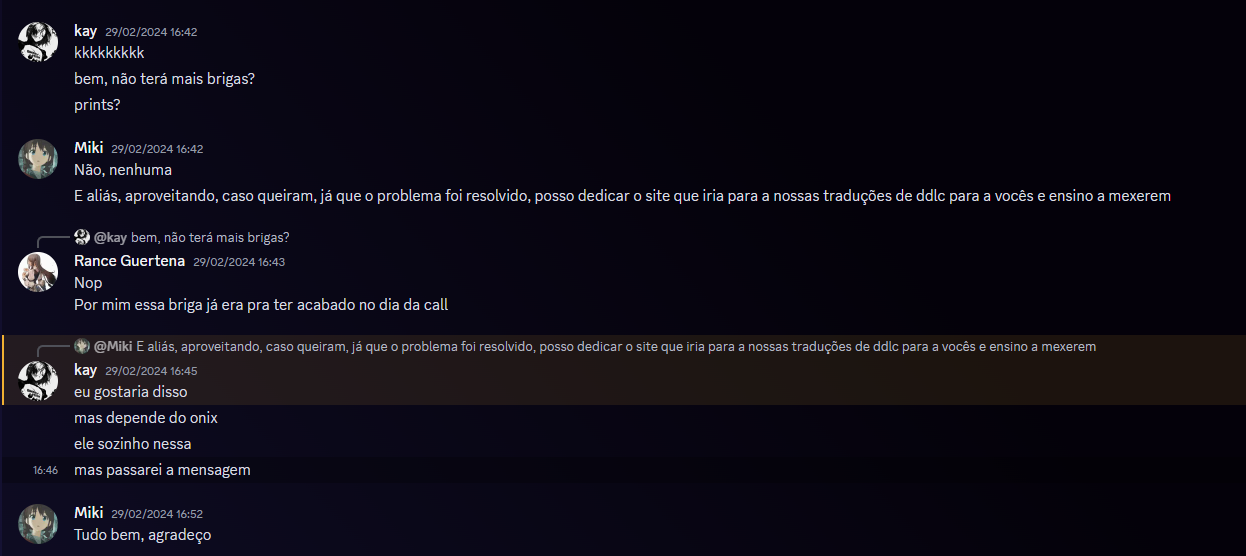 kay 29/02/2024 16:42
kkkkkkkkk
bem, não terá mais brigas?
prints?
Miki 29/02/2024 16:42
Não, nenhuma
E aliás, aproveitando, caso queiram, já que o problema foi resolvido, posso dedicar o site que iria para a nossas traduções de ddlc para a vocês e ensino a mexerem
@kay bem, não terá mais brigas?
Rance Guertena 29/02/2024 16:43
Nop
Por mim essa briga já era pra ter acabado no dia da call
@Miki E aliás, aproveitando, caso queiram, já que o problema foi resolvido, posso dedicar o site que iria para a nossas traduções de ddlc para a vocês e ensino a mexerem
kay 29/02/2024 16:45
eu gostaria disso
mas depende do onix
ele sozinho nessa
16:46 mas passarei a mensagem
Miki 29/02/2024 16:52
Tudo bem, agradeço